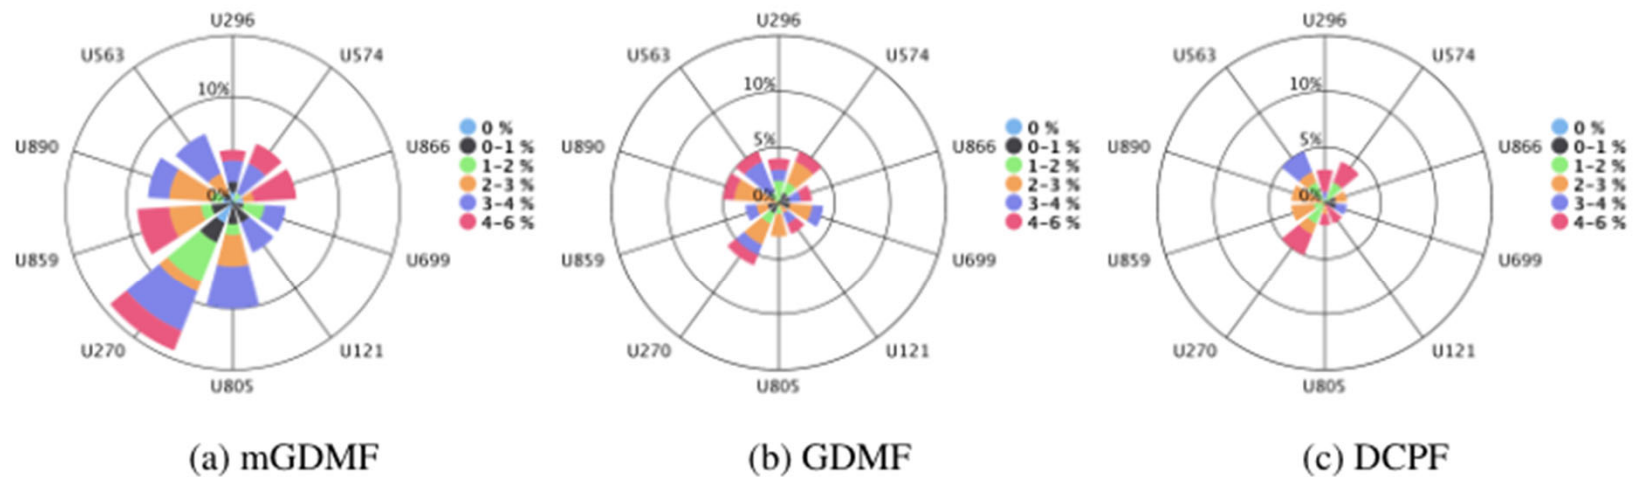 U296
U563
U574
10%
U890
U866
0%
U859
U699
U270
U121
U805
0 %
0-1 %
1-2 %
2-3 %
3-4 %
4-6 %
(a) mGDMF
U296
U563
U574
10%
5%
U890
U866
0%
U859
U699
U270
U121
U805
0 %
0-1 %
1-2 %
2-3 %
3-4 %
4-6 %
(b) GDMF
U296
U563
U574
10%
5%
U890
U866
0%
U859
U699
U270
U121
U805
0 %
0-1 %
1-2 %
2-3 %
3-4 %
4-6 %
(c) DCPF